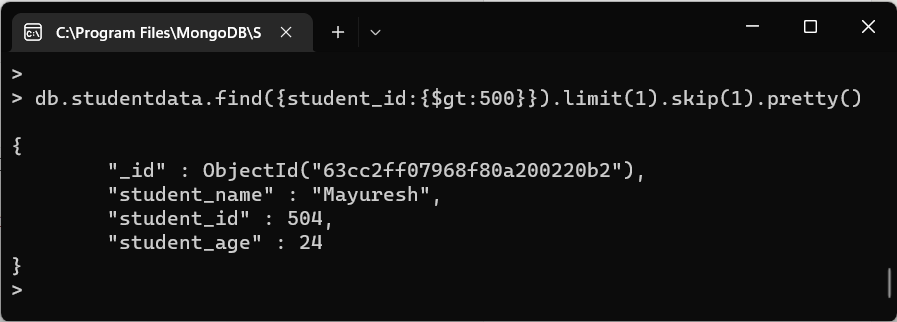 C:\Program Files\MongoDB\S
>
> db.studentdata.find({student_id:{$gt:500}}).limit(1).skip(1).pretty()
{
"_id" : ObjectId("63cc2ff07968f80a200220b2"),
"student_name" : "Mayuresh",
"student_id" : 504,
"student_age" : 24
}
>